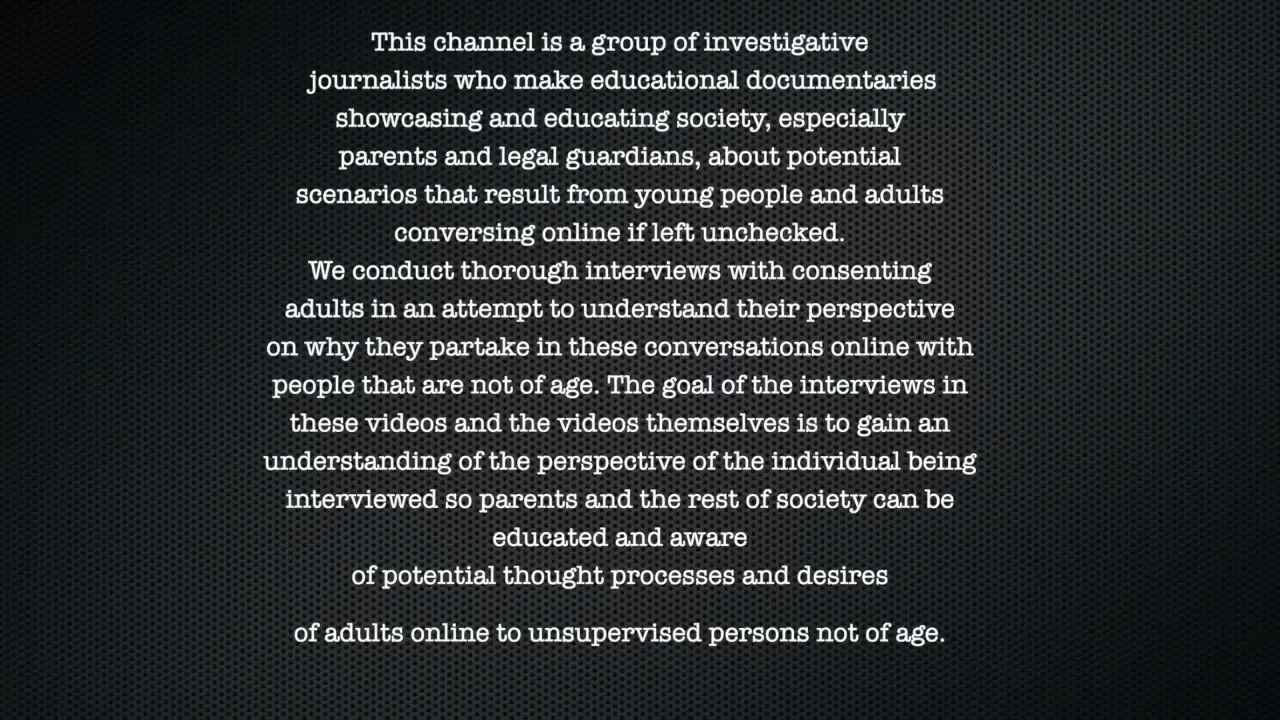 This channel is a group of investigative
journalists who make educational documentaries
showcasing and educating society, especially
parents and legal guardians, about potential
scenarios that result from young people and adults
conversing online if left unchecked.
We conduct thorough interviews with consenting
adults in an attempt to understand their perspective
on why they partake in these conversations online with
people that are not of age. The goal of the interviews in
these videos and the videos themselves is to gain an
understanding of the perspective of the individual being
interviewed so parents and the rest of society can be
educated and aware
of potential thought processes and desires
of adults online to unsupervised persons not of age.